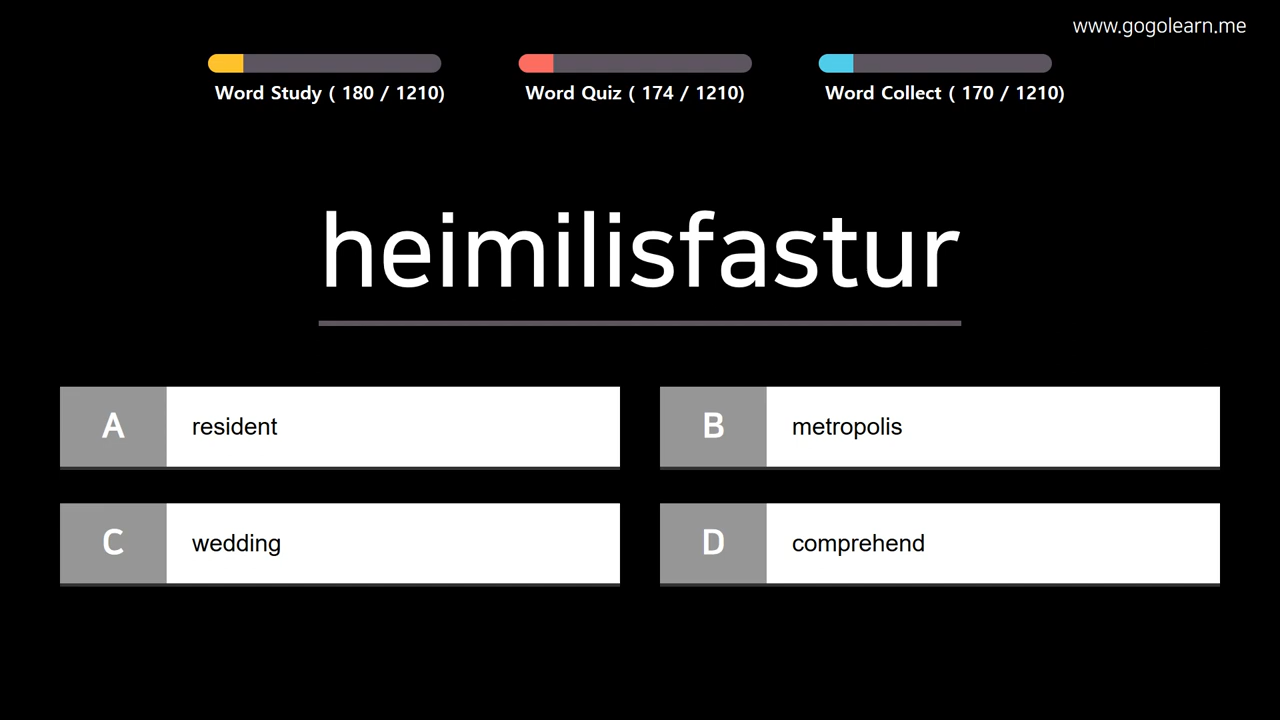 www.gogolearn.me
Word Study ( 180 / 1210)
Word Quiz ( 174 / 1210)
Word Collect ( 170 / 1210)
heimilisfastur
A resident
B metropolis
C wedding
D comprehend